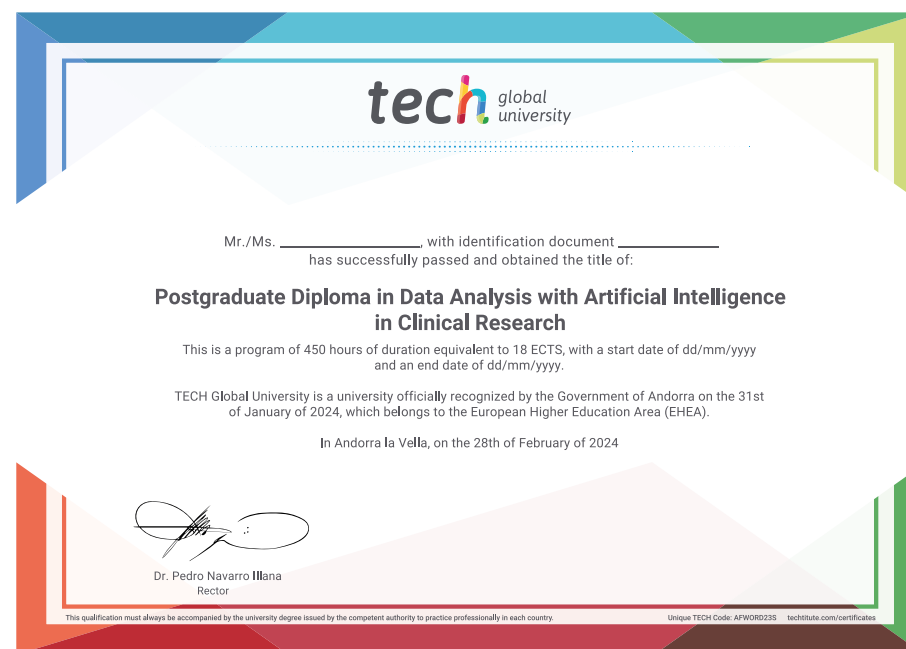 tech global university
Mr./Ms. ____________________, with identification document ______________
has successfully passed and obtained the title of:
Postgraduate Diploma in Data Analysis with Artificial Intelligence
in Clinical Research
This is a program of 450 hours of duration equivalent to 18 ECTS, with a start date of dd/mm/yyyy
and an end date of dd/mm/yyyy.
TECH Global University is a university officially recognized by the Government of Andorra on the 31st
of January of 2024, which belongs to the European Higher Education Area (EHEA).
In Andorra la Vella, on the 28th of February of 2024
Dr. Pedro Navarro Illana
Rector
This qualification must always be accompanied by the university degree issued by the competent authority to practice professionally in each country.
Unique TECH Code: AFWORD23S techtitute.com/certificates